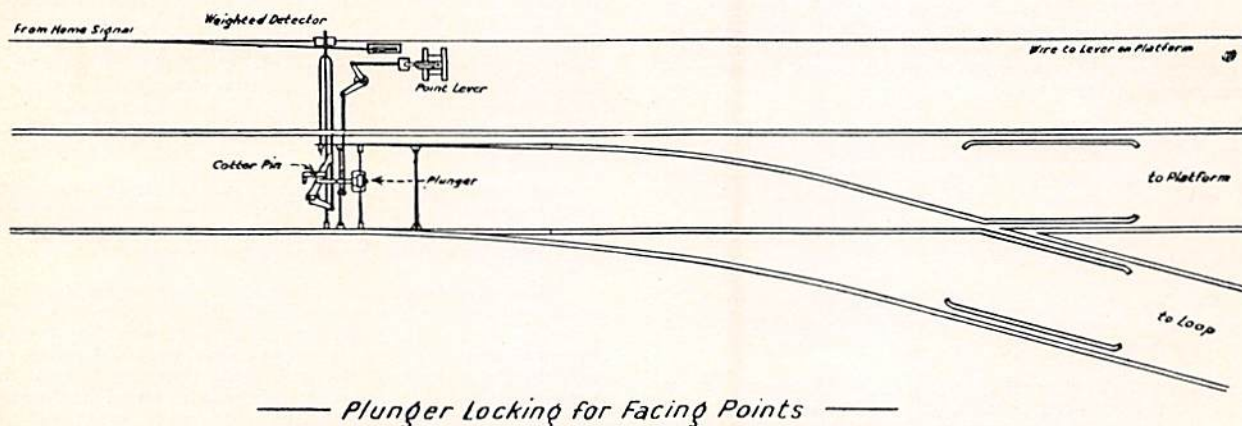 From Home Signal
Weighted Detector
Wire to Lever on Platform
Point Lever
Cotter Pin
Plunger
to Platform
to Loop
Plunger Locking for Facing Points